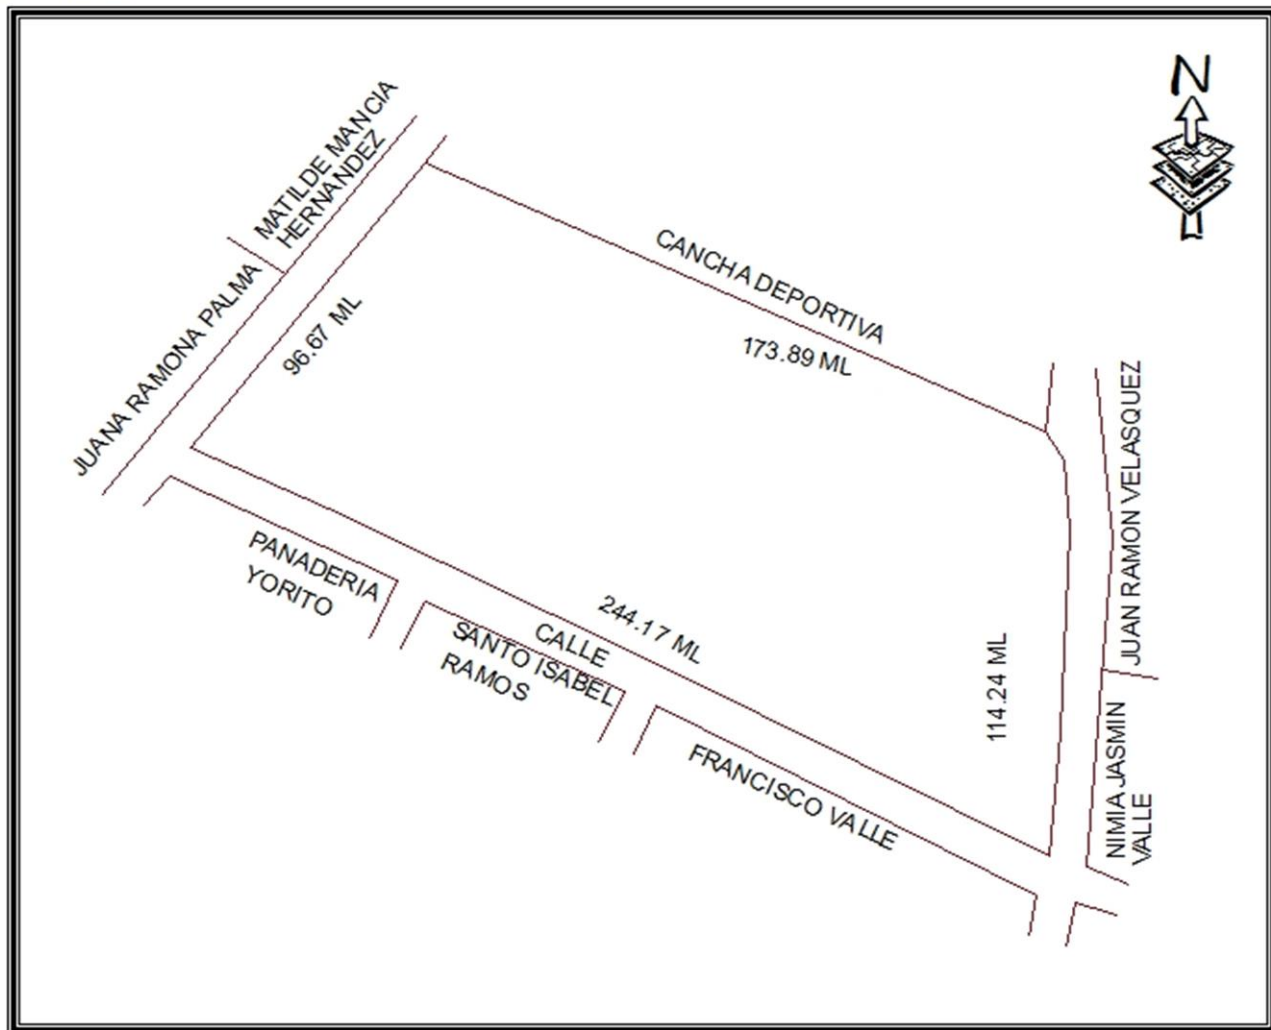 N
MATILDE MANCIA
HERNANDEZ
JUANA RAMONA PALMA
96.67 ML
CANCHA DEPORTIVA
173.89 ML
JUAN RAMON VELASQUEZ
PANADERIA
YORITO
244.17 ML
CALLE
SANTO ISABEL
RAMOS
114.24 ML
FRANCISCO VALLE
NIMIA JASMIN
VALLE